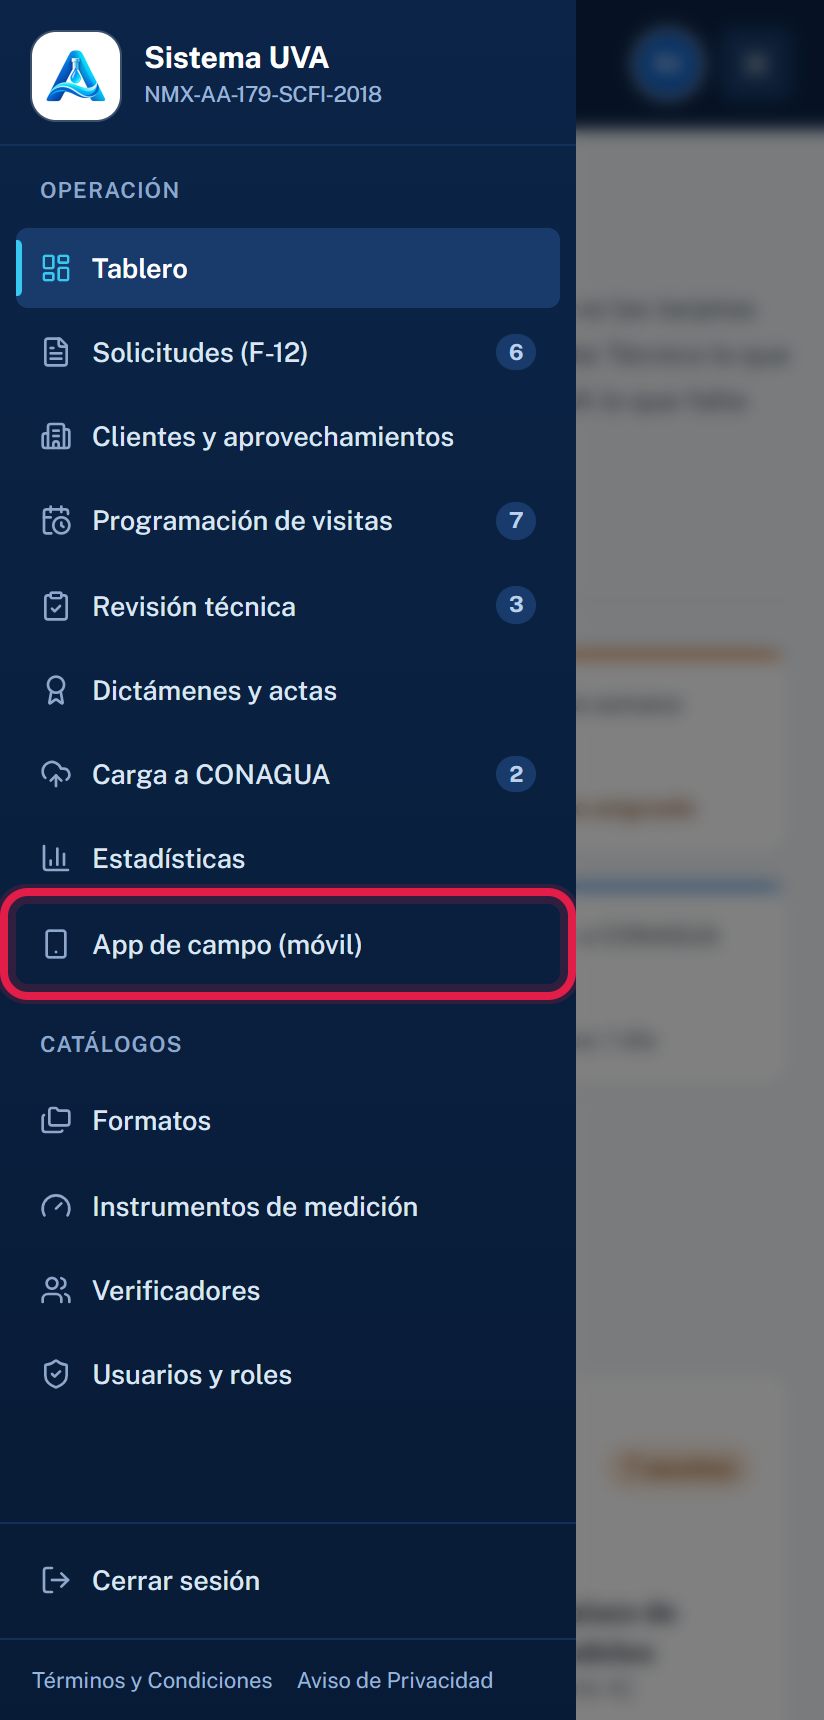 Sistema UVA
NMX-AA-179-SCFI-2018
OPERACIÓN
Tablero
Solicitudes (F-12) 6
Clientes y aprovechamientos
Programación de visitas 7
Revisión técnica 3
Dictámenes y actas
Carga a CONAGUA 2
Estadísticas
App de campo (móvil)
CATÁLOGOS
Formatos
Instrumentos de medición
Verificadores
Usuarios y roles
Cerrar sesión
Términos y Condiciones Aviso de Privacidad